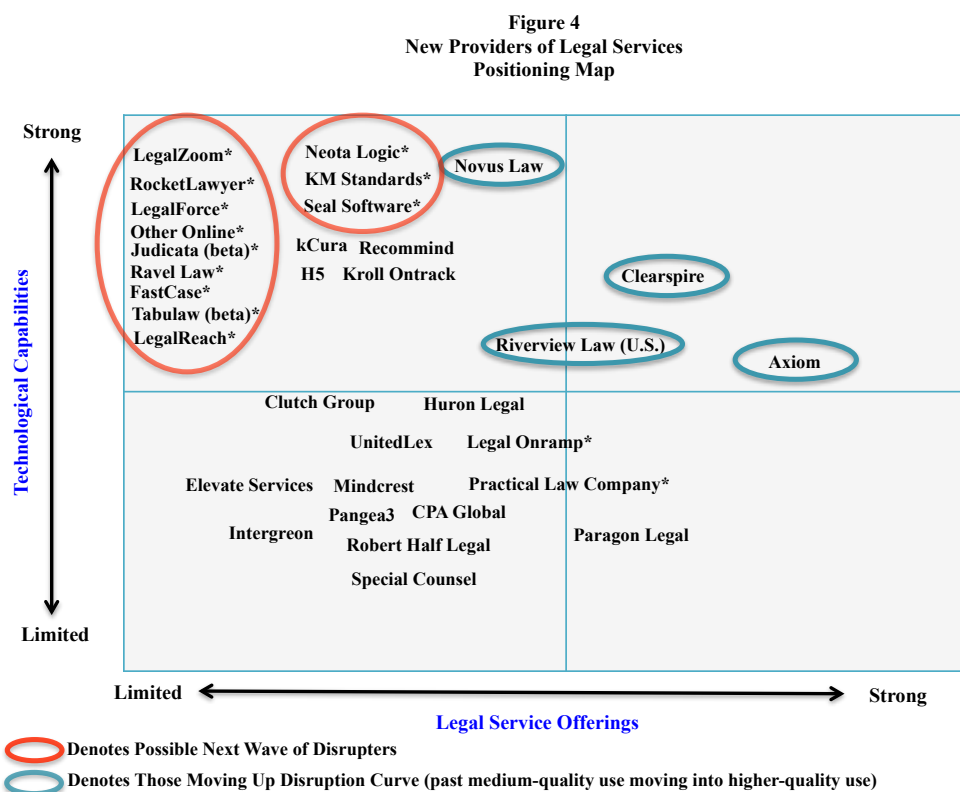 Figure 4
New Providers of Legal Services
Positioning Map
Strong
LegalZoom*
RocketLawyer*
LegalForce*
Other Online*
Judicata (beta)*
Ravel Law*
FastCase*
Tabulaw (beta)*
LegalReach*
Neota Logic*
KM Standards*
Seal Software*
Novus Law
kCura Recommind
H5 Kroll Ontrack
Clearspire
Riverview Law (U.S.)
Axiom
Technological Capabilities
Clutch Group Huron Legal
UnitedLex Legal Onramp*
Elevate Services Mindcrest Practical Law Company*
Pangea3 CPA Global
Intergreon Paragon Legal
Robert Half Legal
Special Counsel
Limited
Limited Strong
Legal Service Offerings
Denotes Possible Next Wave of Disrupters
Denotes Those Moving Up Disruption Curve (past medium-quality use moving into higher-quality use)